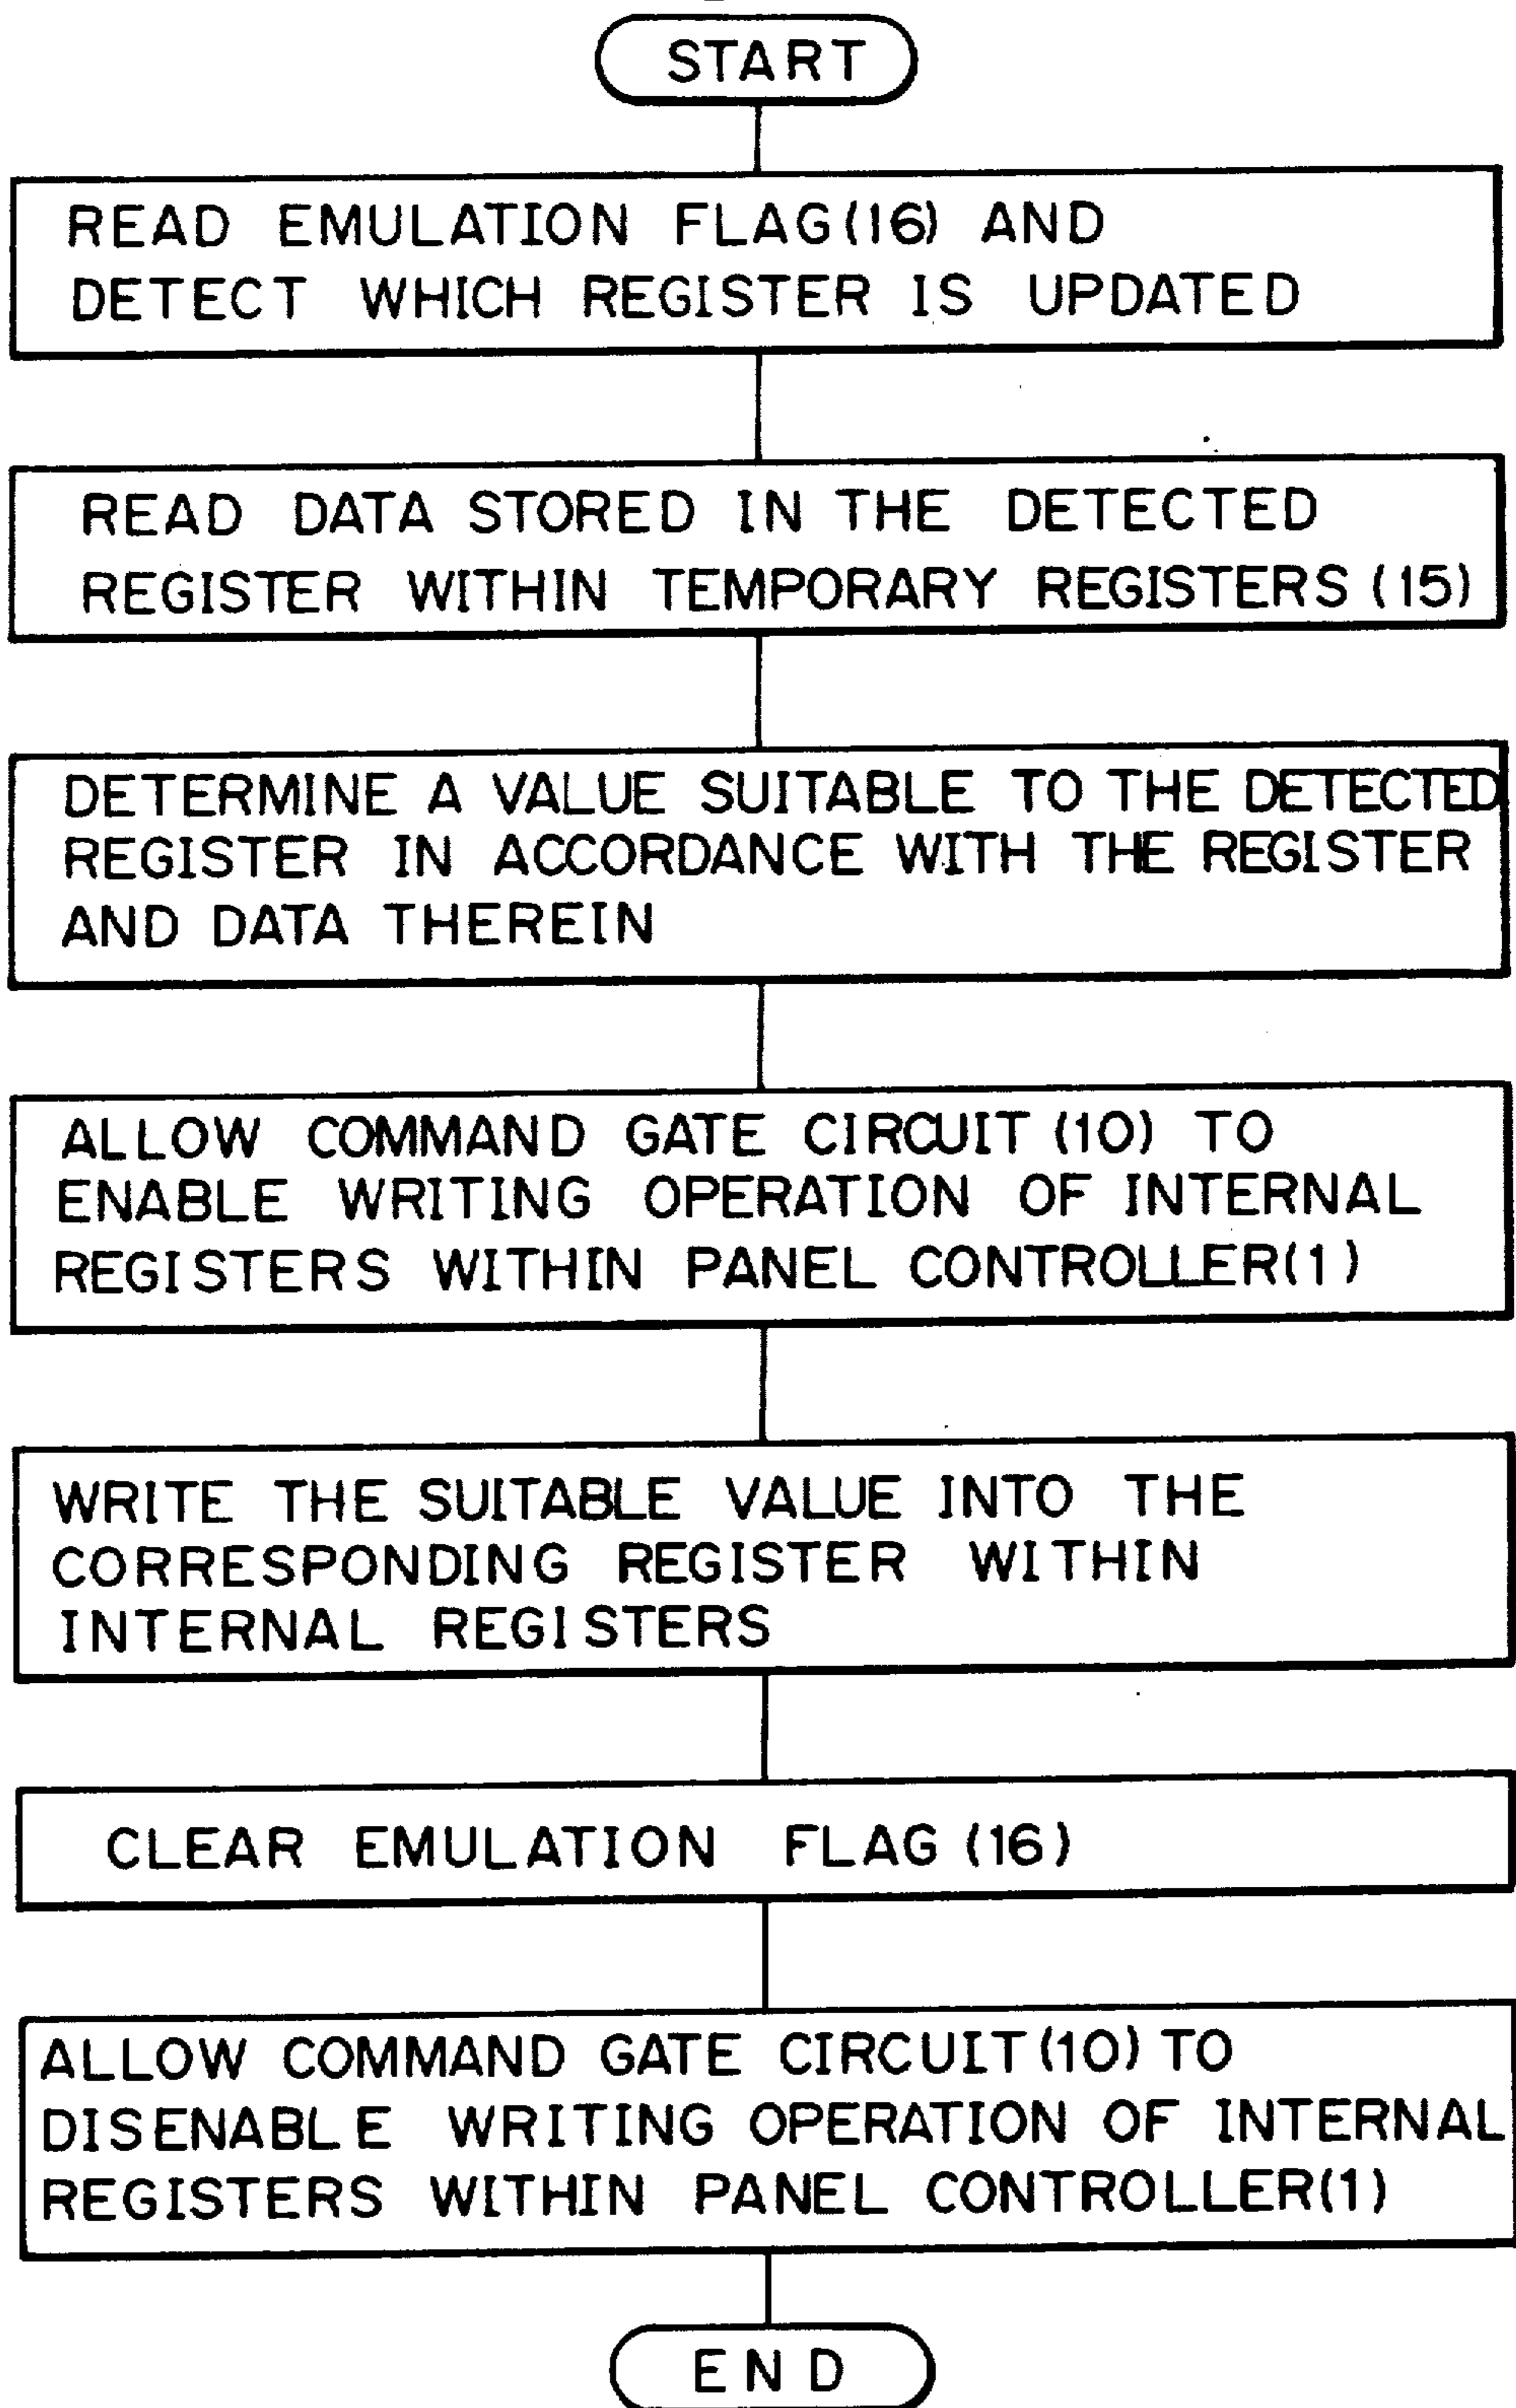 START
READ EMULATION FLAG(16) AND
DETECT WHICH REGISTER IS UPDATED
READ DATA STORED IN THE DETECTED
REGISTER WITHIN TEMPORARY REGISTERS (15)
DETERMINE A VALUE SUITABLE TO THE DETECTED
REGISTER IN ACCORDANCE WITH THE REGISTER
AND DATA THEREIN
ALLOW COMMAND GATE CIRCUIT (10) TO
ENABLE WRITING OPERATION OF INTERNAL
REGISTERS WITHIN PANEL CONTROLLER(1)
WRITE THE SUITABLE VALUE INTO THE
CORRESPONDING REGISTER WITHIN
INTERNAL REGISTERS
CLEAR EMULATION FLAG (16)
ALLOW COMMAND GATE CIRCUIT(10) TO
DISENABLE WRITING OPERATION OF INTERNAL
REGISTERS WITHIN PANEL CONTROLLER(1)
END